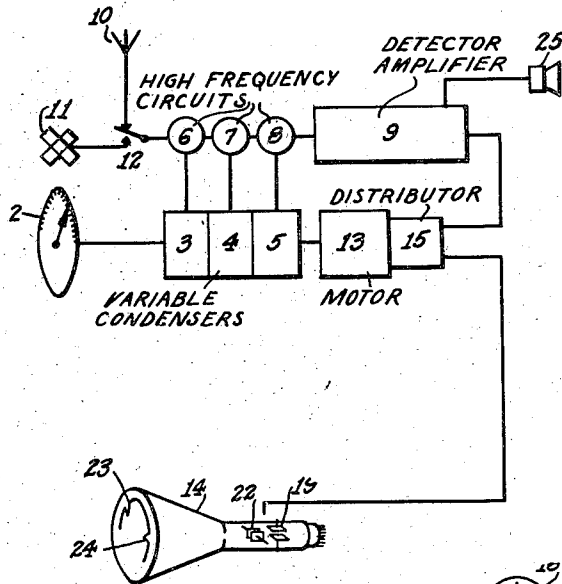 10
25
DETECTOR
AMPLIFIER
HIGH FREQUENCY
CIRCUITS
11
12
6
7
8
9
2
DISTRIBUTOR
3
4
5
13
15
VARIABLE
CONDENSERS
MOTOR
23
14
22
19
24